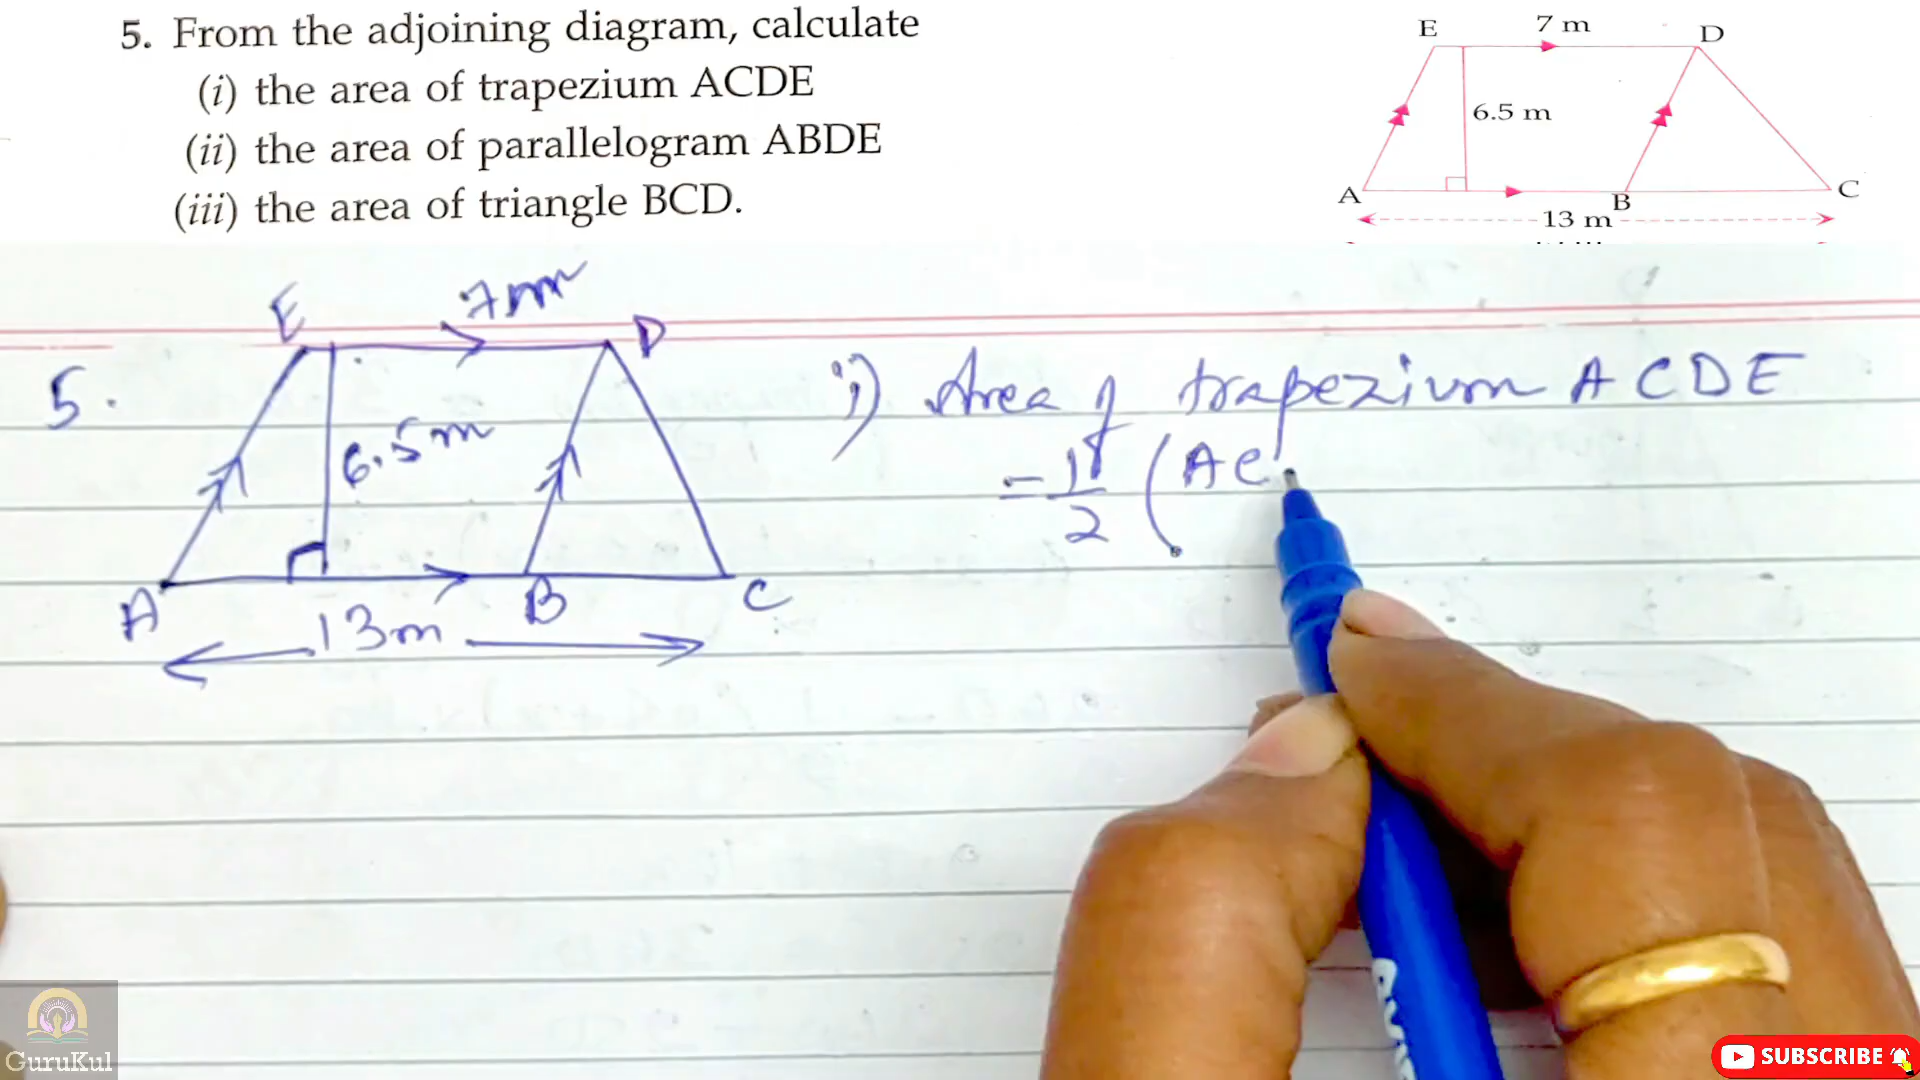 5. From the adjoining diagram, calculate
(i) the area of trapezium ACDE
(ii) the area of parallelogram ABDE
(iii) the area of triangle BCD.
E 7 m D
6.5 m
A B C
13 m
E 7m D
5.
6.5m
A B C
13m
i) Area of trapezium ACDE
= 1/2 (AC
GuruKul
SUBSCRIBE